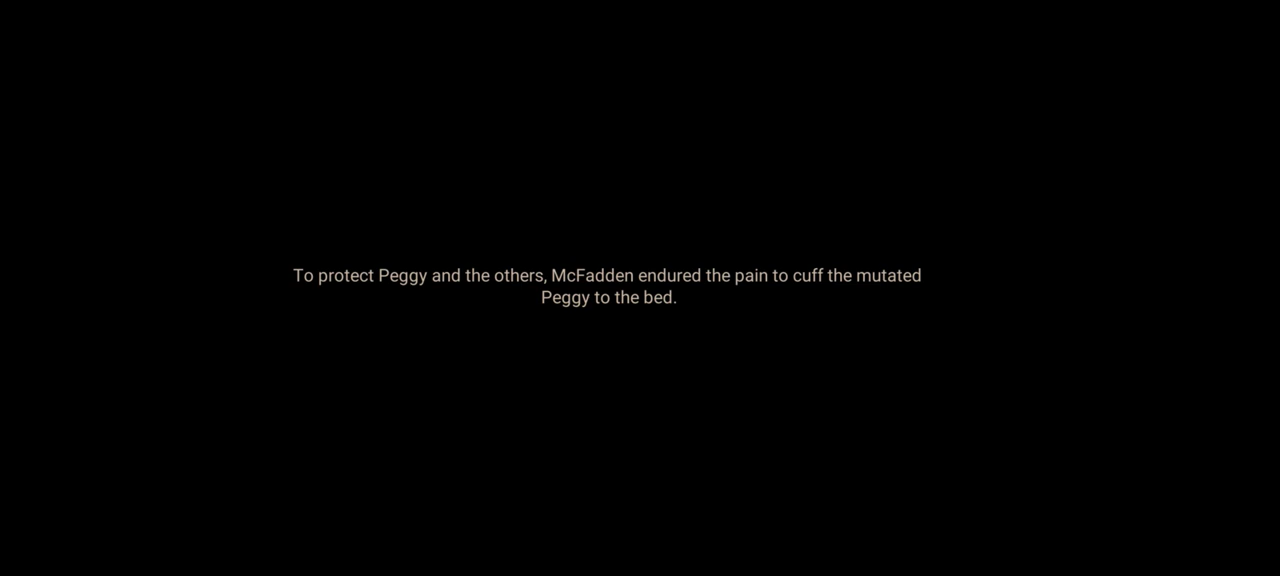 To protect Peggy and the others, McFadden endured the pain to cuff the mutated
Peggy to the bed.